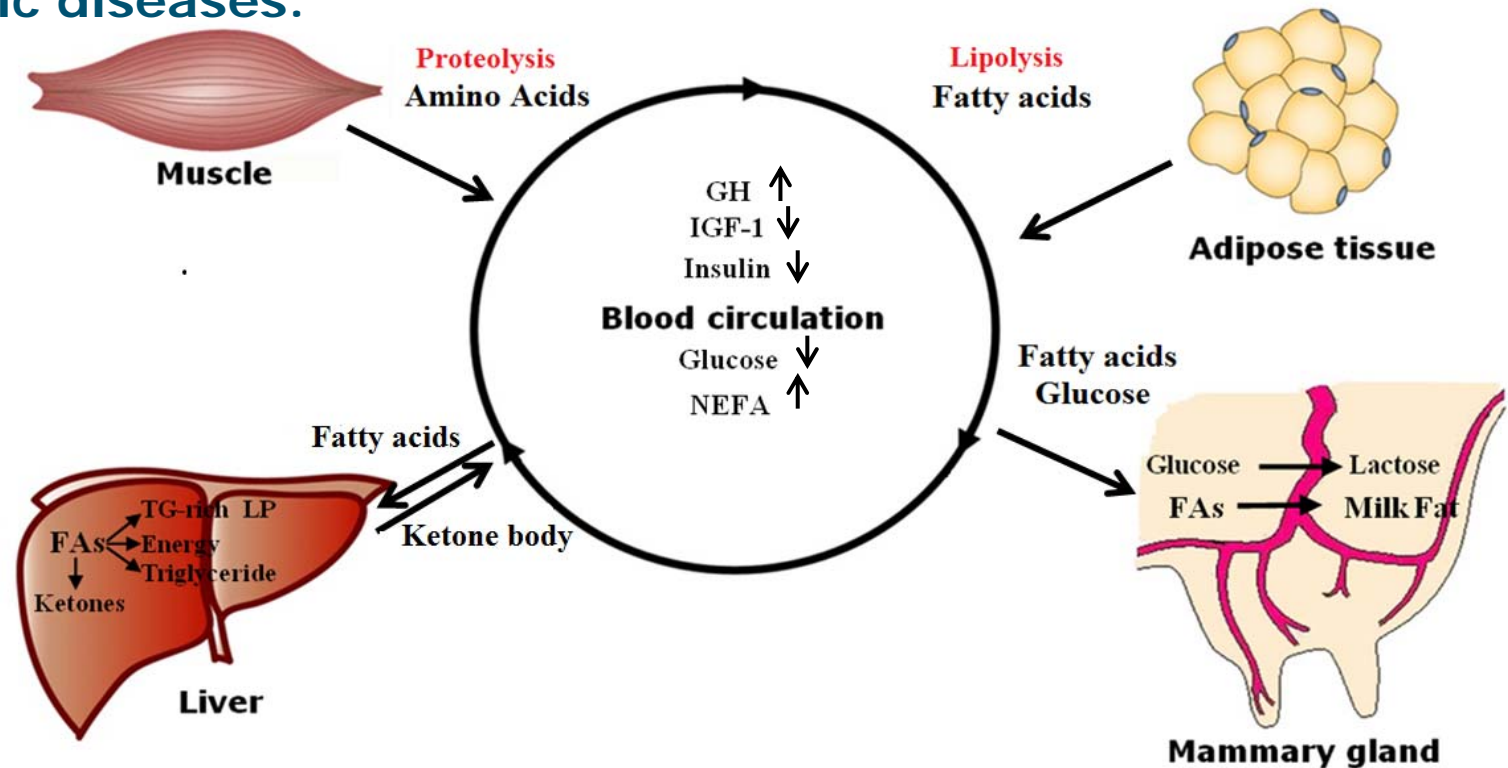 ic diseases.
Proteolysis
Amino Acids
Muscle
Lipolysis
Fatty acids
Adipose tissue
GH ↑
IGF-1 ↓
Insulin ↓
Blood circulation
Glucose ↓
NEFA ↑
Fatty acids
Glucose
Glucose → Lactose
FAs → Milk Fat
Mammary gland
Fatty acids
Ketone body
TG-rich LP
FAs Energy
Triglyceride
Ketones
Liver